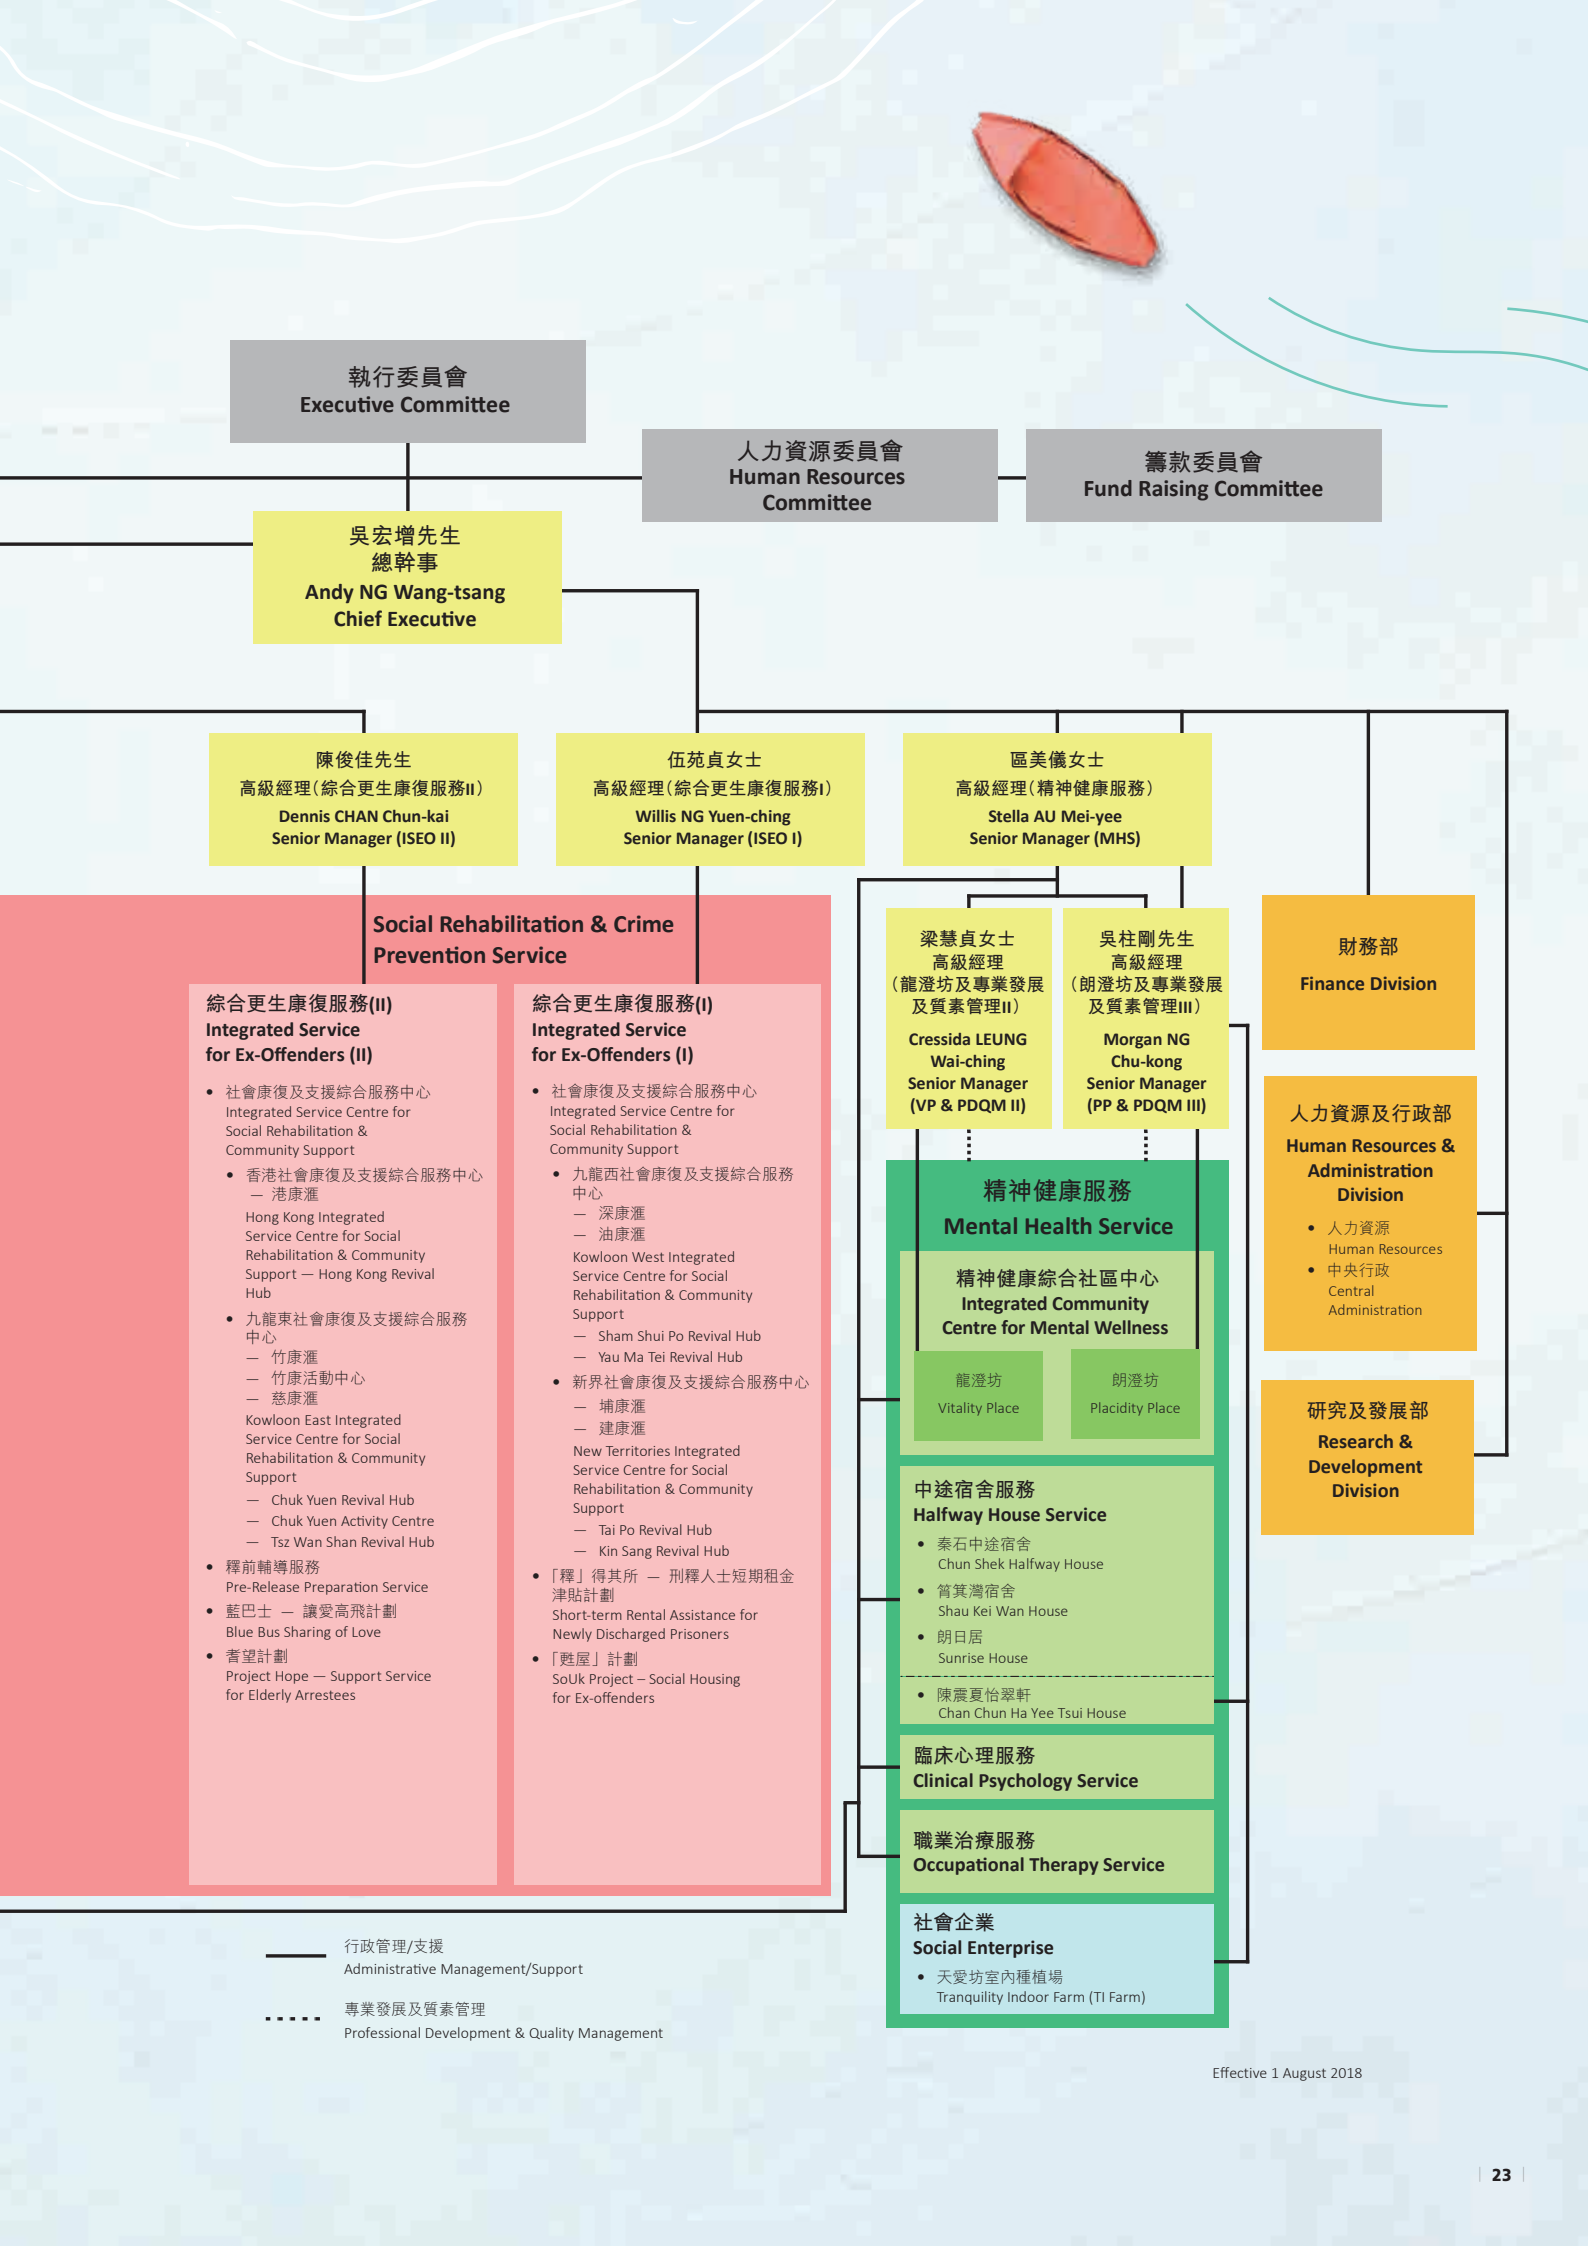 執行委員會
Executive Committee
人力資源委員會
Human Resources
Committee
籌款委員會
Fund Raising Committee
吳宏增先生
總幹事
Andy NG Wang-tsang
Chief Executive
陳俊佳先生
高級經理（綜合更生康復服務II）
Dennis CHAN Chun-kai
Senior Manager (ISEO II)
伍苑貞女士
高級經理（綜合更生康復服務I）
Willis NG Yuen-ching
Senior Manager (ISEO I)
區美儀女士
高級經理（精神健康服務）
Stella AU Mei-yee
Senior Manager (MHS)
Social Rehabilitation & Crime
Prevention Service
綜合更生康復服務(II)
Integrated Service
for Ex-Offenders (II)
• 社會康復及支援綜合服務中心
Integrated Service Centre for
Social Rehabilitation &
Community Support
• 香港社會康復及支援綜合服務中心
— 港康滙
Hong Kong Integrated
Service Centre for Social
Rehabilitation & Community
Support — Hong Kong Revival
Hub
• 九龍東社會康復及支援綜合服務
中心
— 竹康滙
— 竹康活動中心
— 慈康滙
Kowloon East Integrated
Service Centre for Social
Rehabilitation & Community
Support
— Chuk Yuen Revival Hub
— Chuk Yuen Activity Centre
— Tsz Wan Shan Revival Hub
• 釋前輔導服務
Pre-Release Preparation Service
• 藍巴士 — 讓愛高飛計劃
Blue Bus Sharing of Love
• 耆望計劃
Project Hope — Support Service
for Elderly Arrestees
綜合更生康復服務(I)
Integrated Service
for Ex-Offenders (I)
• 社會康復及支援綜合服務中心
Integrated Service Centre for
Social Rehabilitation &
Community Support
• 九龍西社會康復及支援綜合服務
中心
— 深康滙
— 油康滙
Kowloon West Integrated
Service Centre for Social
Rehabilitation & Community
Support
— Sham Shui Po Revival Hub
— Yau Ma Tei Revival Hub
• 新界社會康復及支援綜合服務中心
— 埔康滙
— 建康滙
New Territories Integrated
Service Centre for Social
Rehabilitation & Community
Support
— Tai Po Revival Hub
— Kin Sang Revival Hub
• 「釋」得其所 — 刑釋人士短期租金
津貼計劃
Short-term Rental Assistance for
Newly Discharged Prisoners
• 「甦屋」計劃
SoUk Project – Social Housing
for Ex-offenders
梁慧貞女士
高級經理
（龍澄坊及專業發展
及質素管理II）
Cressida LEUNG
Wai-ching
Senior Manager
(VP & PDQM II)
吳柱剛先生
高級經理
（朗澄坊及專業發展
及質素管理III）
Morgan NG
Chu-kong
Senior Manager
(PP & PDQM III)
精神健康服務
Mental Health Service
精神健康綜合社區中心
Integrated Community
Centre for Mental Wellness
龍澄坊
Vitality Place
朗澄坊
Placidity Place
中途宿舍服務
Halfway House Service
• 秦石中途宿舍
Chun Shek Halfway House
• 筲箕灣宿舍
Shau Kei Wan House
• 朗日居
Sunrise House
• 陳震夏怡翠軒
Chan Chun Ha Yee Tsui House
臨床心理服務
Clinical Psychology Service
職業治療服務
Occupational Therapy Service
社會企業
Social Enterprise
• 天愛坊室內種植場
Tranquility Indoor Farm (TI Farm)
財務部
Finance Division
人力資源及行政部
Human Resources &
Administration
Division
• 人力資源
Human Resources
• 中央行政
Central
Administration
研究及發展部
Research &
Development
Division
行政管理/支援
Administrative Management/Support
專業發展及質素管理
Professional Development & Quality Management
Effective 1 August 2018
23